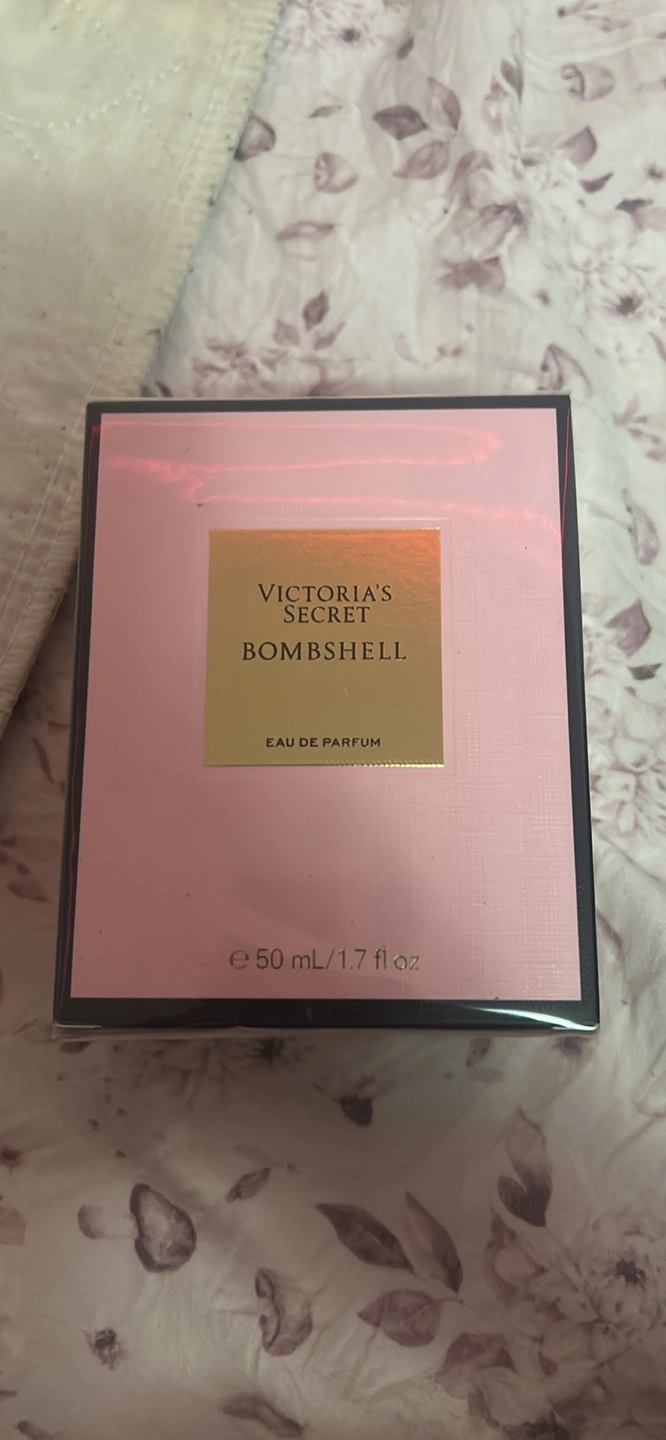 VICTORIA'S
SECRET
BOMBSHELL
EAU DE PARFUM
℮ 50 mL/1.7 fl oz